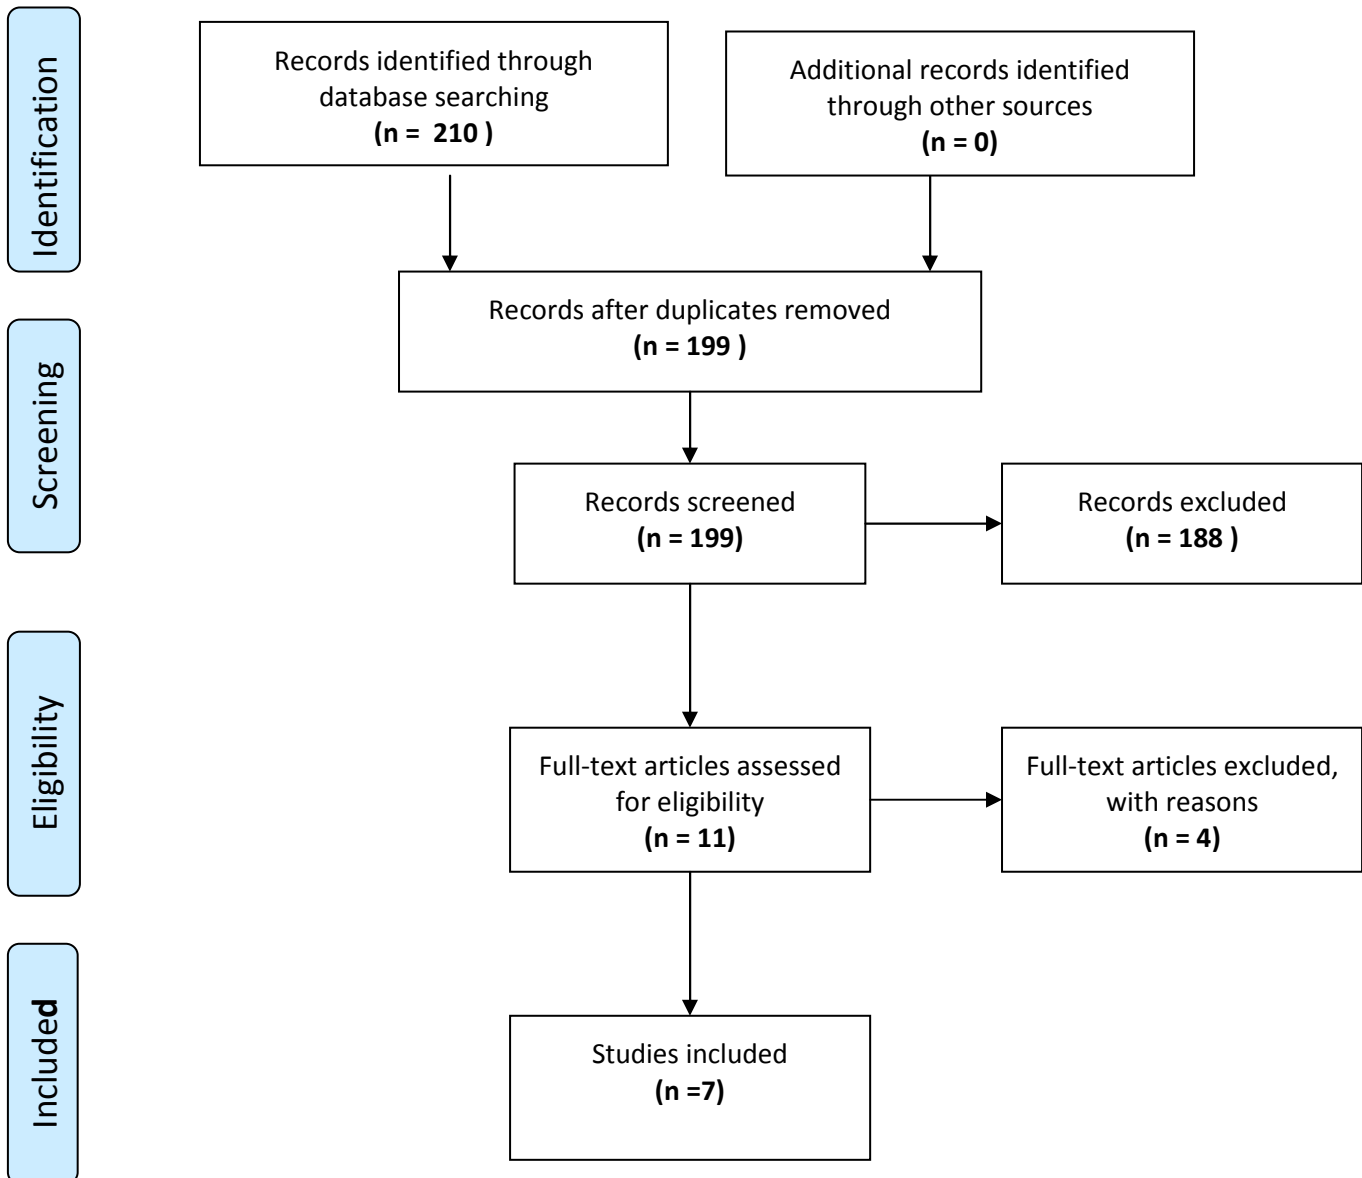 Identification
Records identified through
database searching
(n =  210 )
Additional records identified
through other sources
(n = 0)
Records after duplicates removed
(n = 199 )
Screening
Records screened
(n = 199)
Records excluded
(n = 188 )
Eligibility
Full-text articles assessed
for eligibility
(n = 11)
Full-text articles excluded,
with reasons
(n = 4)
Included
Studies included
(n =7)